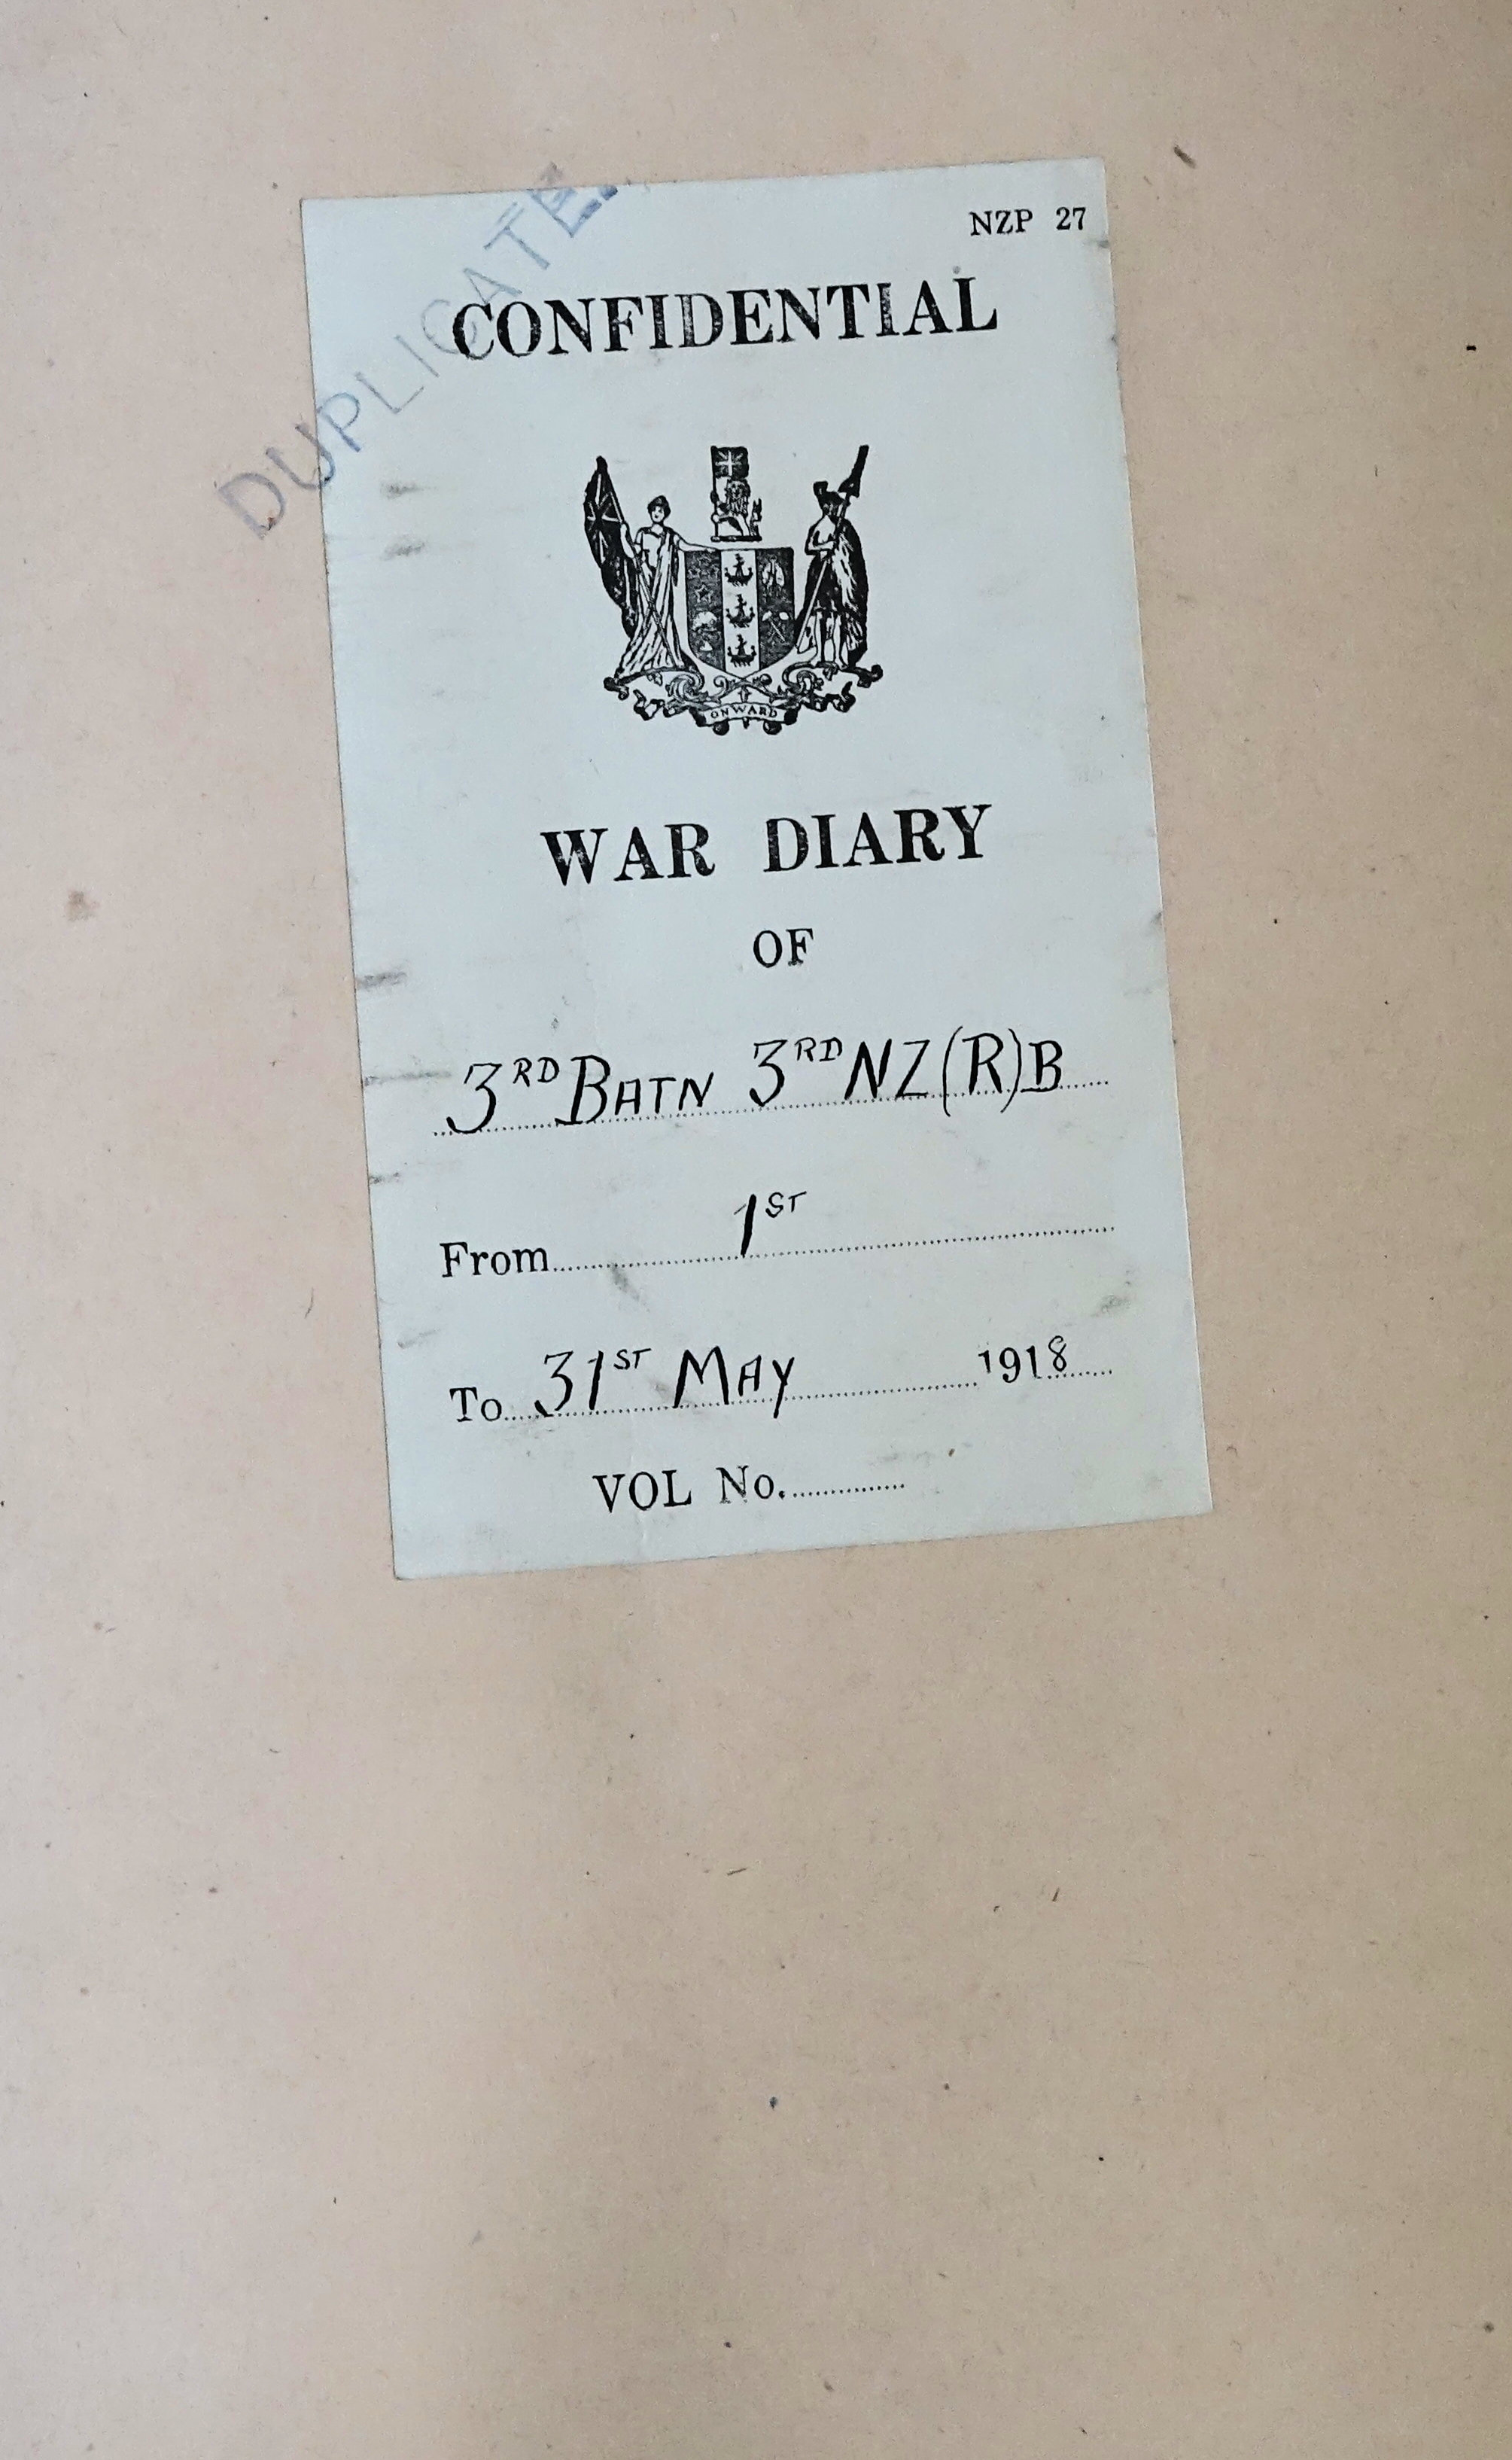 DUPLICATE.
NZP 27
CONFIDENTIAL
ONWARD
WAR DIARY
OF
3RD BATN 3RD NZ(R)B
From 1ST
To 31ST MAY 1918
VOL No.